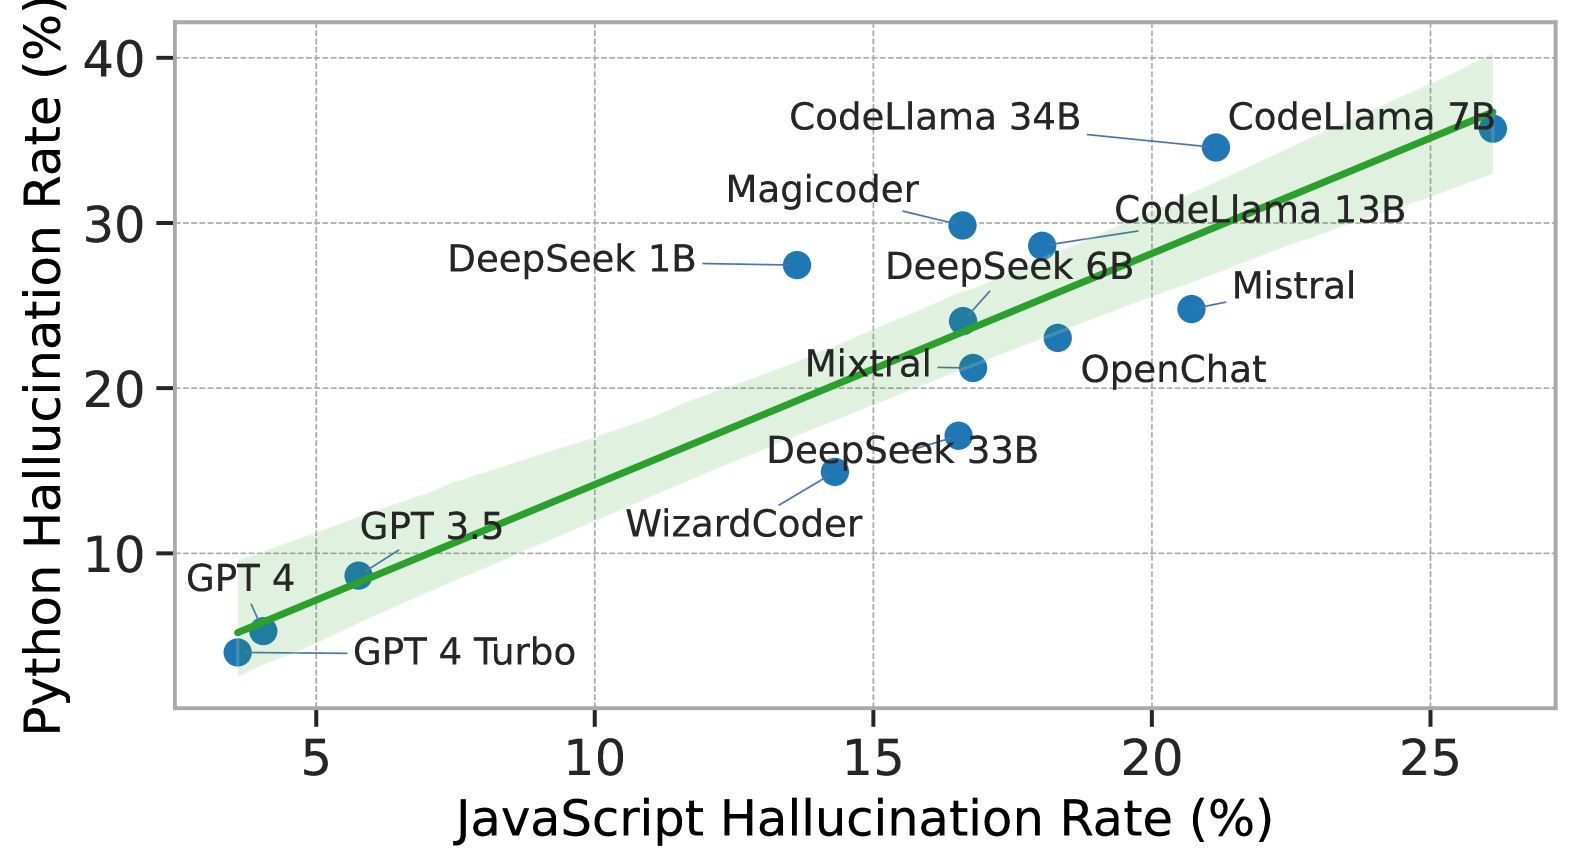 Python Hallucination Rate (%)
40
30
20
10
CodeLlama 34B
CodeLlama 7B
Magicoder
CodeLlama 13B
DeepSeek 1B
DeepSeek 6B
Mistral
Mixtral
OpenChat
DeepSeek 33B
WizardCoder
GPT 3.5
GPT 4
GPT 4 Turbo
5
10
15
20
25
JavaScript Hallucination Rate (%)